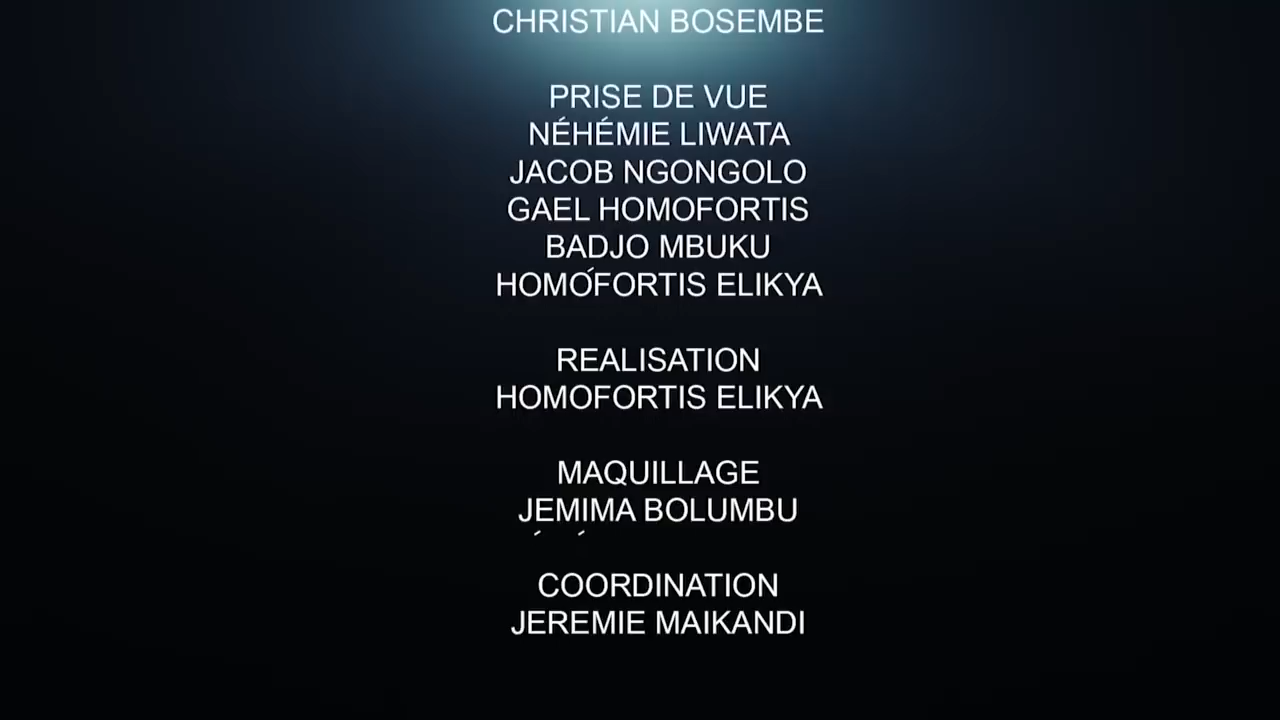 CHRISTIAN BOSEMBE
PRISE DE VUE
NÉHÉMIE LIWATA
JACOB NGONGOLO
GAEL HOMOFORTIS
BADJO MBUKU
HOMOFORTIS ELIKYA
REALISATION
HOMOFORTIS ELIKYA
MAQUILLAGE
JEMIMA BOLUMBU
COORDINATION
JEREMIE MAIKANDI